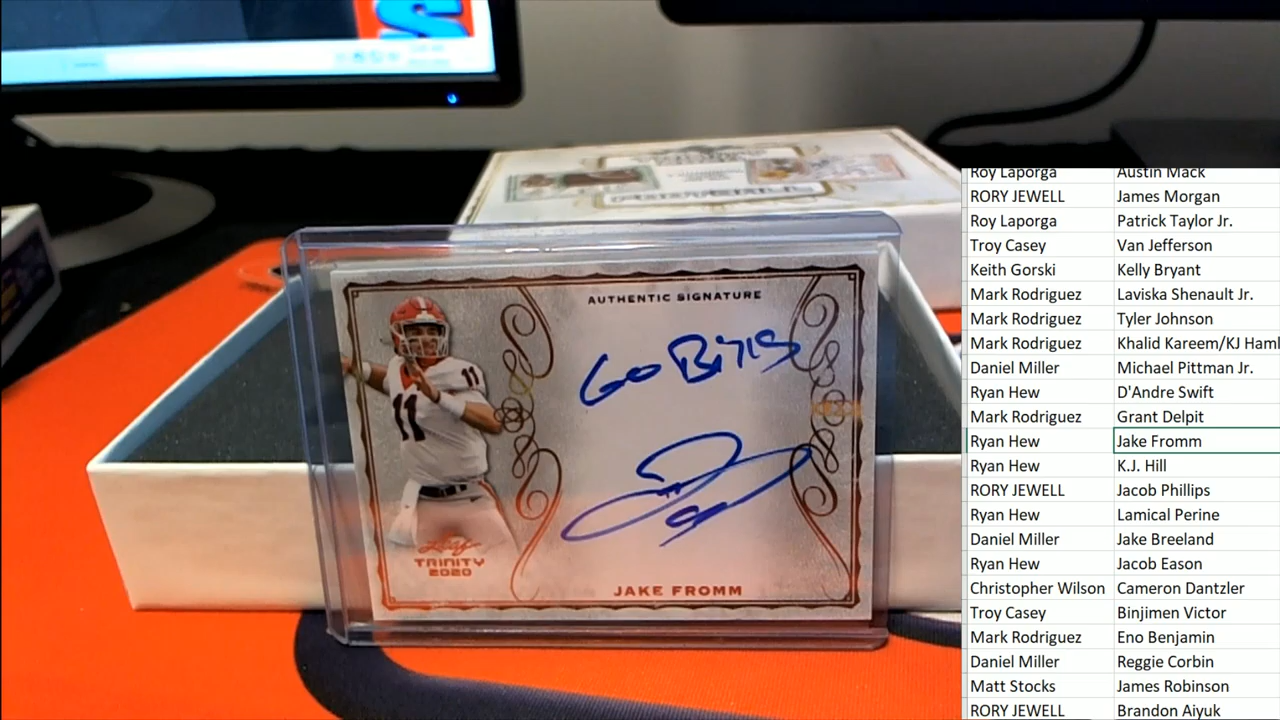 AUTHENTIC SIGNATURE
GO Bills
11
11
Leaf
TRINITY
2020
JAKE FROMM
Roy Laporga Austin Mack
RORY JEWELL James Morgan
Roy Laporga Patrick Taylor Jr.
Troy Casey Van Jefferson
Keith Gorski Kelly Bryant
Mark Rodriguez Laviska Shenault Jr.
Mark Rodriguez Tyler Johnson
Mark Rodriguez Khalid Kareem/KJ Haml
Daniel Miller Michael Pittman Jr.
Ryan Hew D'Andre Swift
Mark Rodriguez Grant Delpit
Ryan Hew Jake Fromm
Ryan Hew K.J. Hill
RORY JEWELL Jacob Phillips
Ryan Hew Lamical Perine
Daniel Miller Jake Breeland
Ryan Hew Jacob Eason
Christopher Wilson Cameron Dantzler
Troy Casey Binjimen Victor
Mark Rodriguez Eno Benjamin
Daniel Miller Reggie Corbin
Matt Stocks James Robinson
RORY JEWELL Brandon Aiyuk